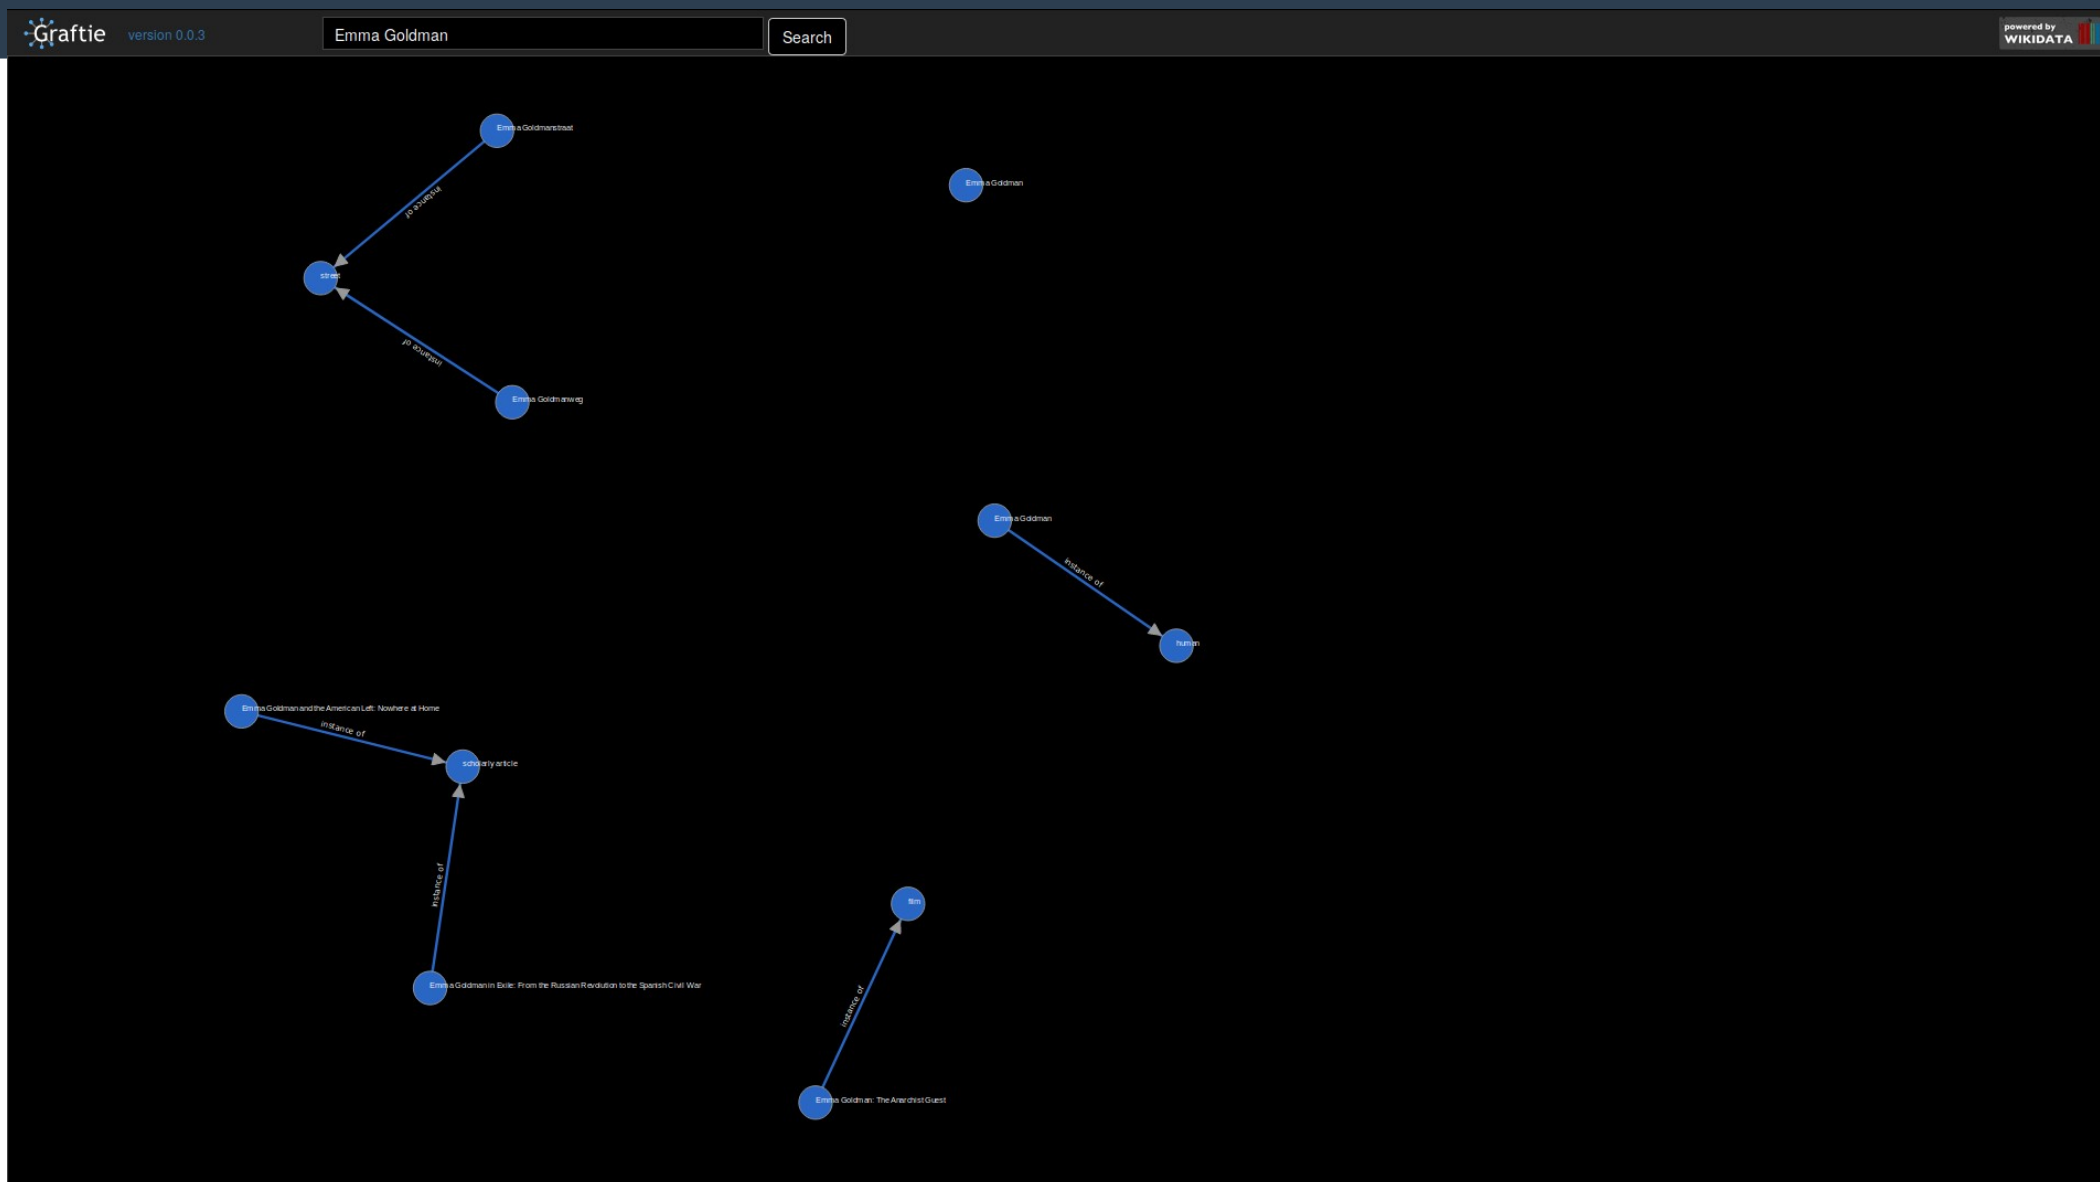 Graftie
version 0.0.3
Emma Goldman
Search
powered by
WIKIDATA
Emma Goldmanstraat
Emma Goldman
instance of
street
instance of
Emma Goldmanweg
Emma Goldman
instance of
human
Emma Goldman and the American Left: Nowhere at Home
instance of
scholarly article
instance of
film
Emma Goldman in Exile: From the Russian Revolution to the Spanish Civil War
instance of
Emma Goldman: The Anarchist Guest